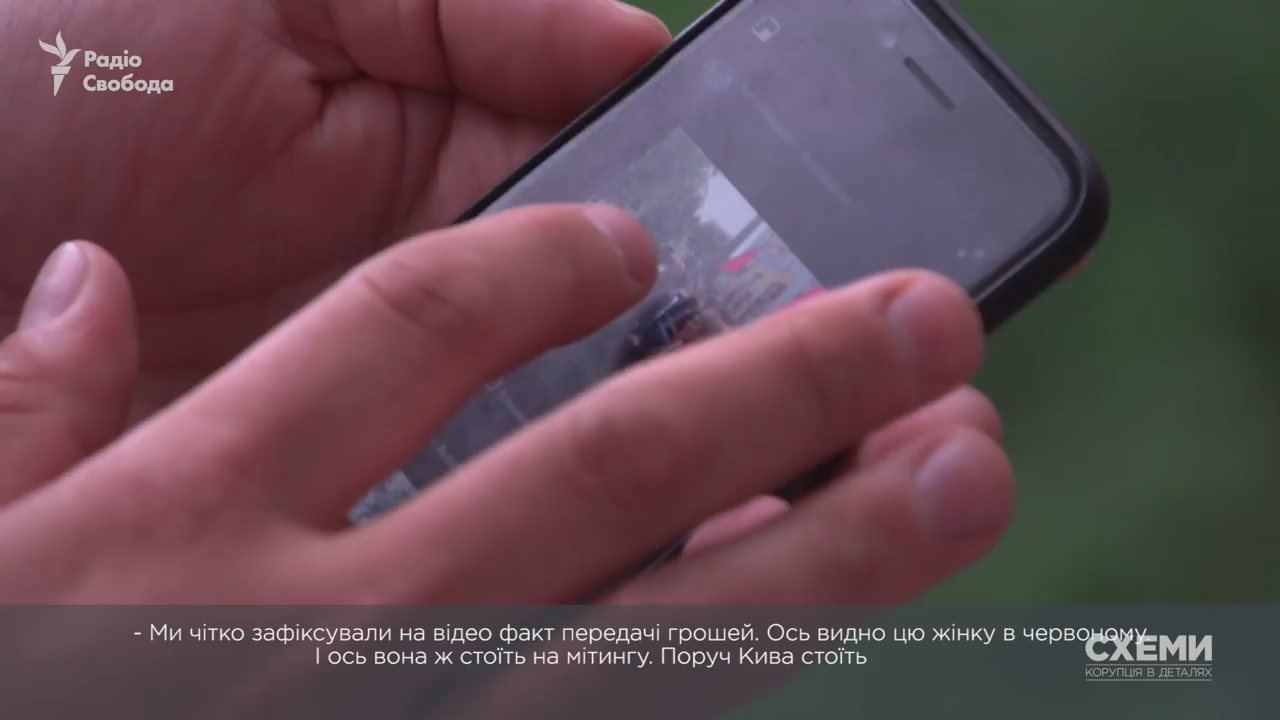 Радіо
Свобода
- Ми чітко зафіксували на відео факт передачі грошей. Ось видно цю жінку в червоному.
І ось вона ж стоїть на мітингу. Поруч Кива стоїть
СХЕМИ
КОРУПЦІЯ В ДЕТАЛЯХ